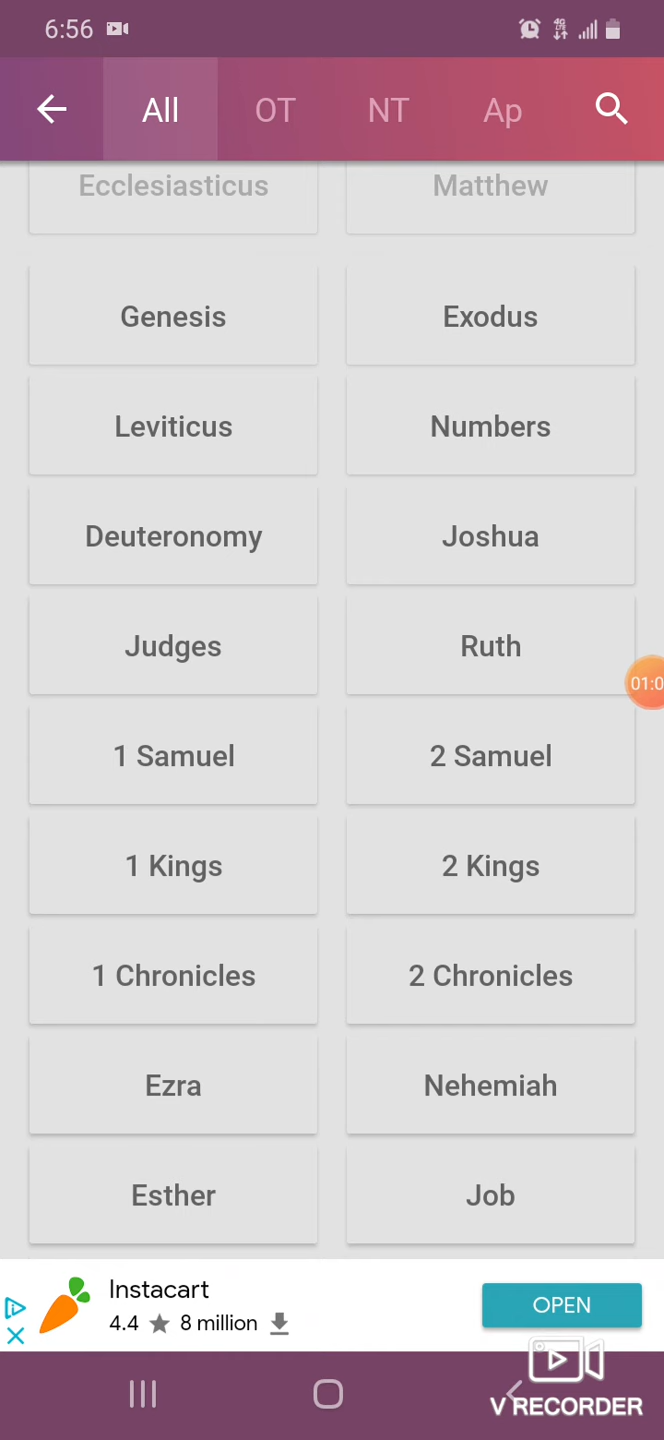 6:56
All OT NT Ap
Ecclesiasticus Matthew
Genesis Exodus
Leviticus Numbers
Deuteronomy Joshua
Judges Ruth
01:0
1 Samuel 2 Samuel
1 Kings 2 Kings
1 Chronicles 2 Chronicles
Ezra Nehemiah
Esther Job
Instacart
4.4 ★ 8 million
OPEN
V RECORDER